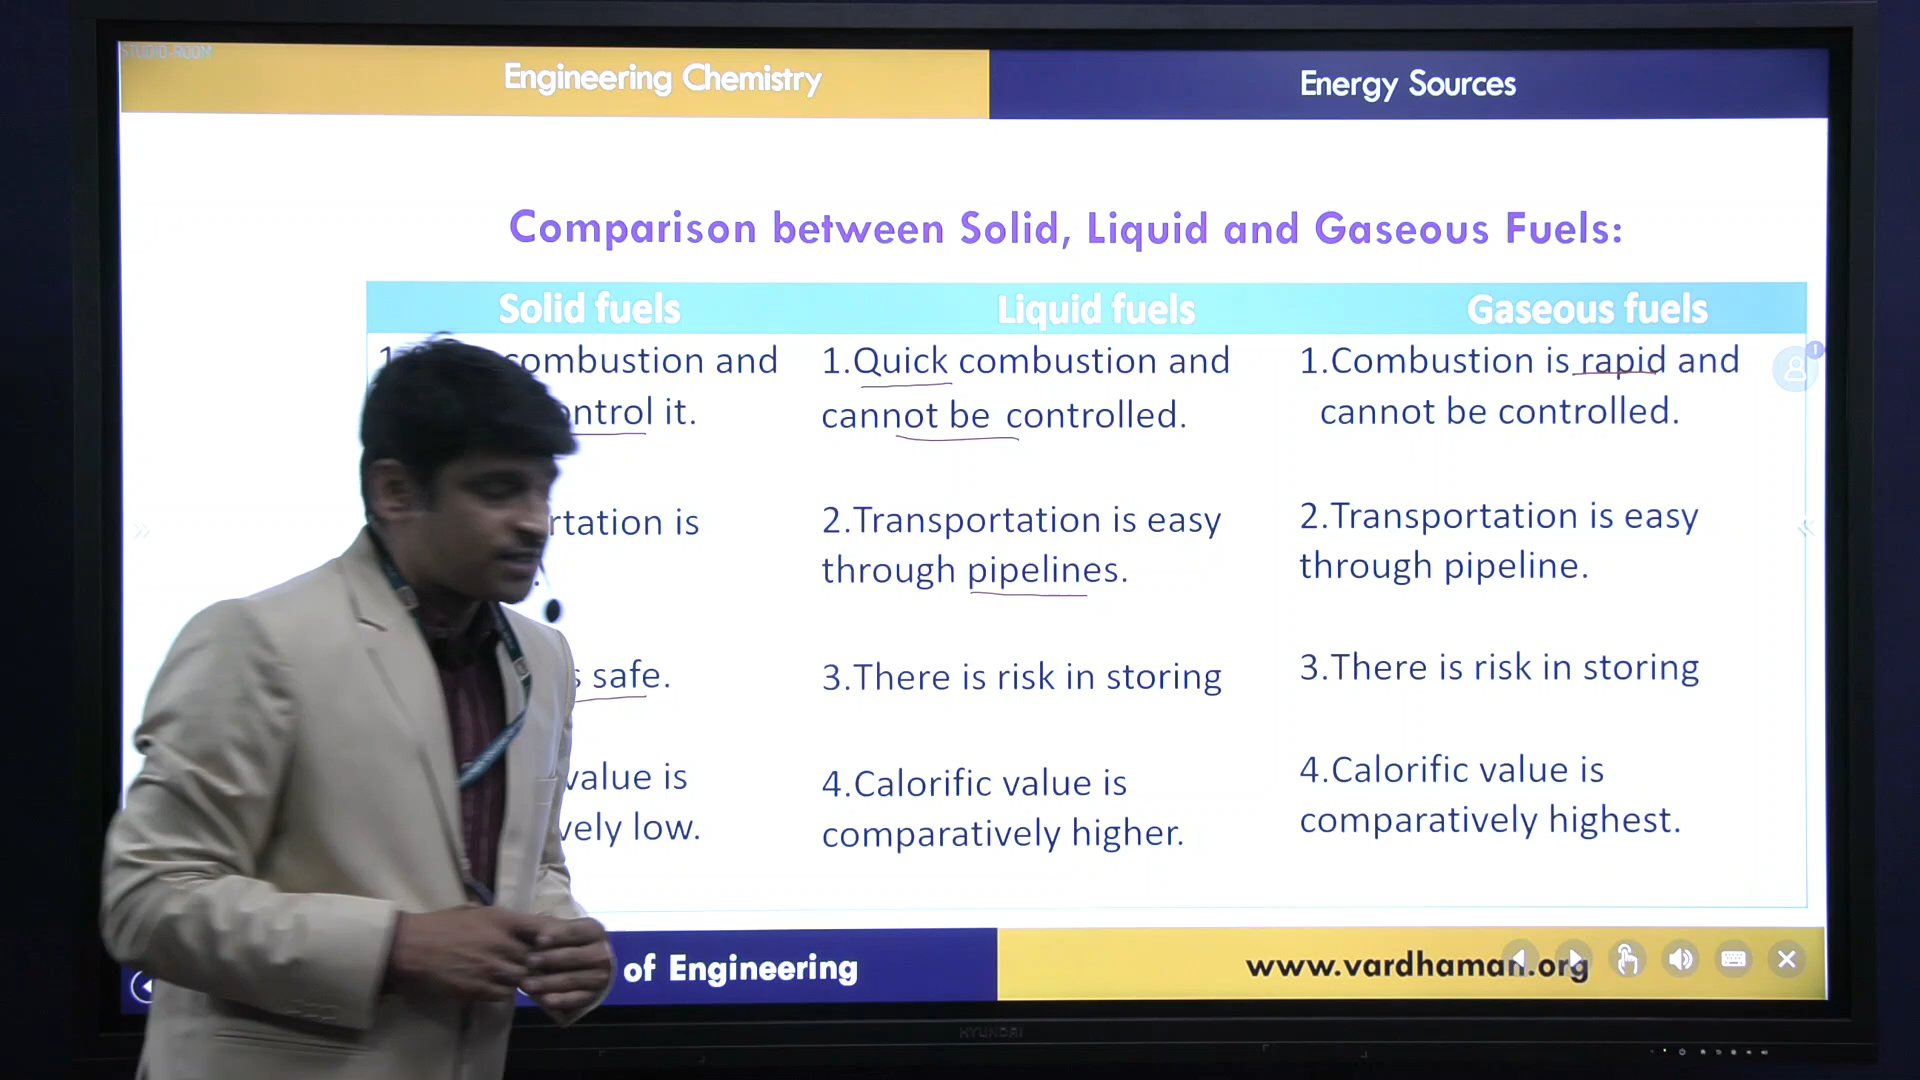 STUDIO-ROOM
Engineering Chemistry
Energy Sources
Comparison between Solid, Liquid and Gaseous Fuels:
Solid fuels
combustion and
it.
is
safe.
value is
low.
Liquid fuels
1.Quick combustion and
cannot be controlled.
2.Transportation is easy
through pipelines.
3.There is risk in storing
4.Calorific value is
comparatively higher.
Gaseous fuels
1.Combustion is rapid and
cannot be controlled.
2.Transportation is easy
through pipeline.
3.There is risk in storing
4.Calorific value is
comparatively highest.
of Engineering
www.vardhaman.org
HYUNDAI